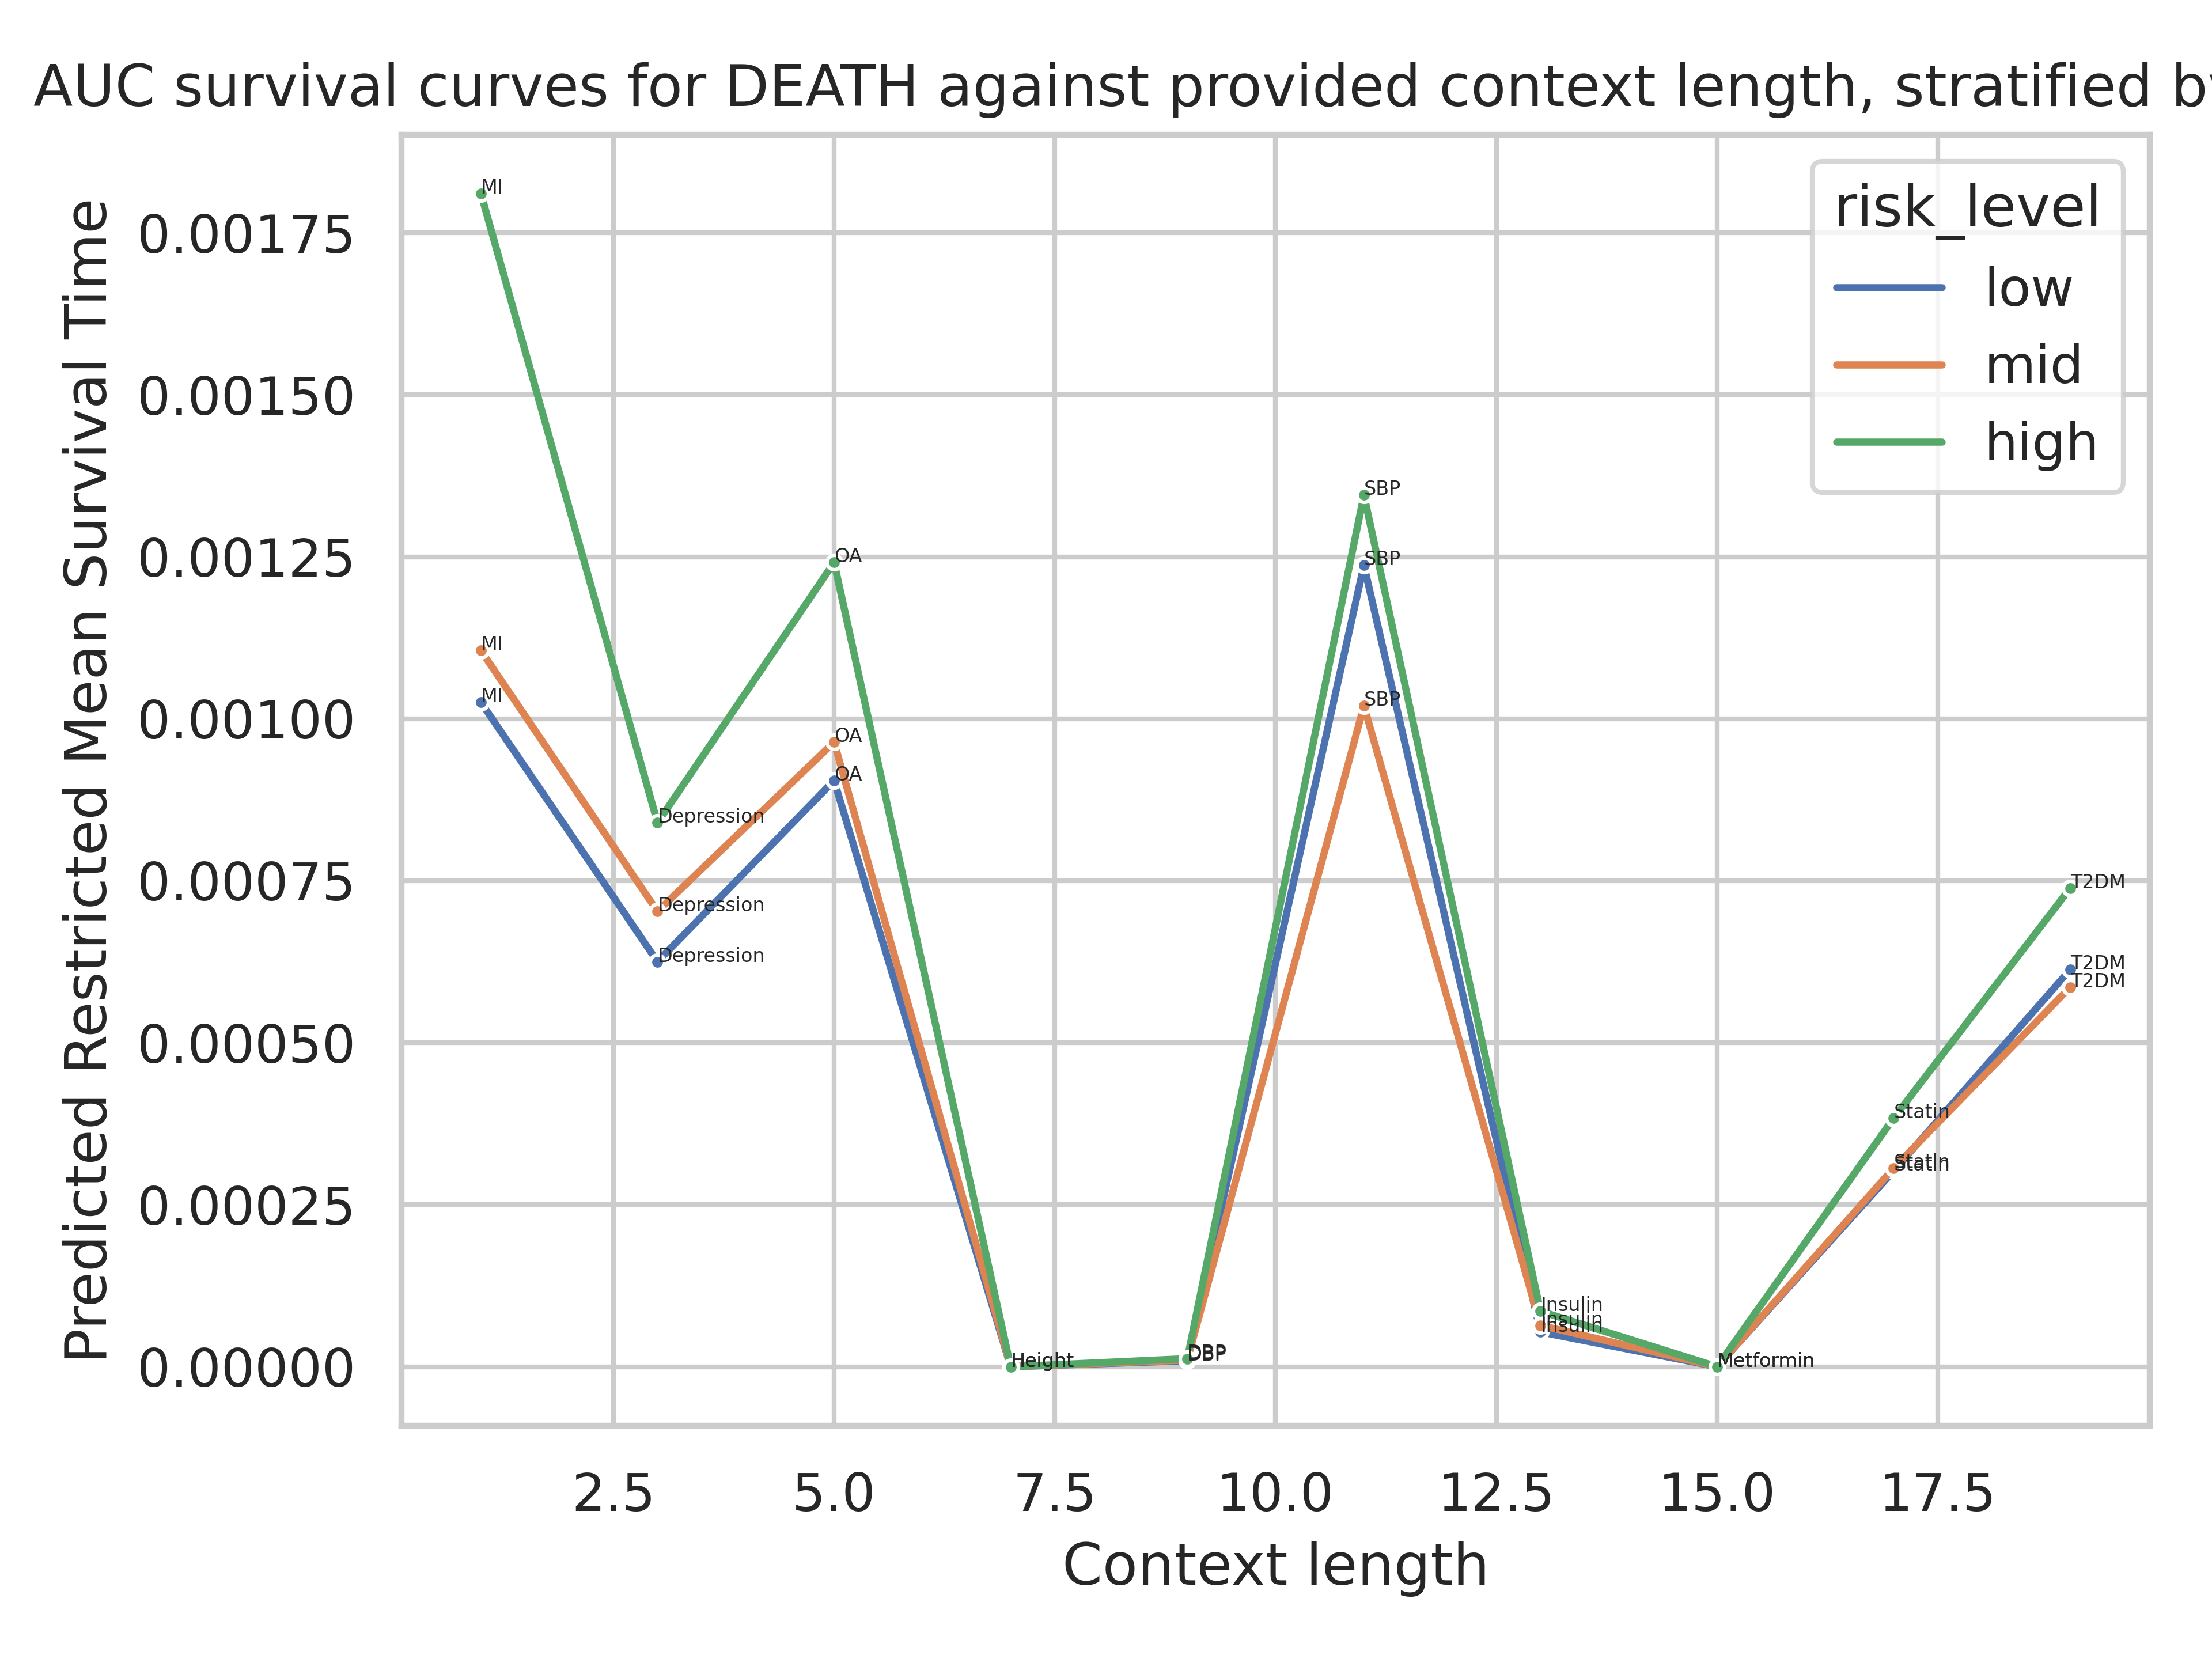 AUC survival curves for DEATH against provided context length, stratified by
risk_level
low
mid
high
Predicted Restricted Mean Survival Time
0.00175
0.00150
0.00125
0.00100
0.00075
0.00050
0.00025
0.00000
MI
MI
MI
Depression
Depression
Depression
OA
OA
OA
Height
DBP
SBP
SBP
SBP
Insulin
Insulin
Metformin
Statin
Statin
T2DM
T2DM
T2DM
2.5
5.0
7.5
10.0
12.5
15.0
17.5
Context length